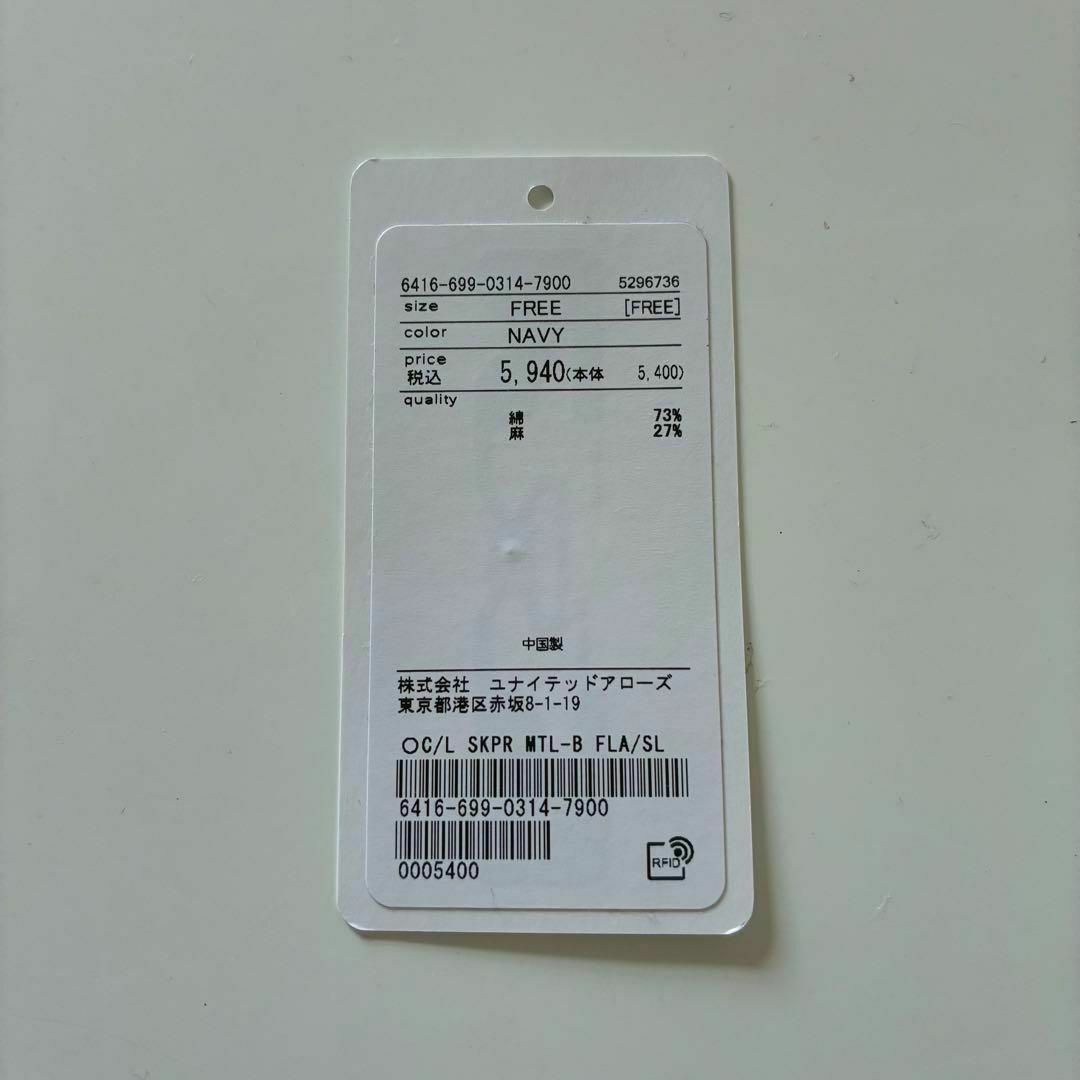 6416-699-0314-7900 5296736
size FREE [FREE]
color NAVY
price
税込 5,940(本体 5,400)
quality
綿 73%
麻 27%
中国製
株式会社 ユナイテッドアローズ
東京都港区赤坂8-1-19
〇C/L SKPR MTL-B FLA/SL
6416-699-0314-7900
0005400
RFID